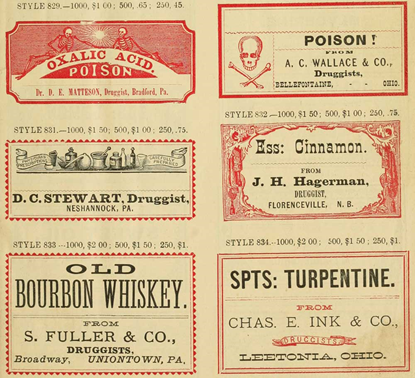 STYLE 829.—1000, $1 00; 500, .65; 250, 45.
OXALIC ACID.
POISON
Dr. D. E. MATTESON, Druggist, Bradford, Pa.
POISON!
FROM
A. C. WALLACE & CO.,
Druggists,
BELLEFONTAINE, - - OHIO.
STYLE 831.—1000, $1 50; 500, $1 00; 250, .75.
CAREFULLY
PREPARED
D. C. STEWART, Druggist,
NESHANNOCK, PA.
STYLE 832—1000, $1 50; 500, $1 00; 250, .75.
Ess: Cinnamon.
FROM
J. H. Hagerman,
DRUGGIST,
FLORENCEVILLE, N. B.
STYLE 833—1000, $2 00; 500, $1 50; 250, $1.
OLD
BOURBON WHISKEY.
FROM
S. FULLER & CO.,
DRUGGISTS,
Broadway, UNIONTOWN, PA.
STYLE 834.—1000, $2 00; 500, $1 50; 250, $1.
SPTS: TURPENTINE.
FROM
CHAS. E. INK & CO.,
DRUGGISTS.
LEETONIA, OHIO.